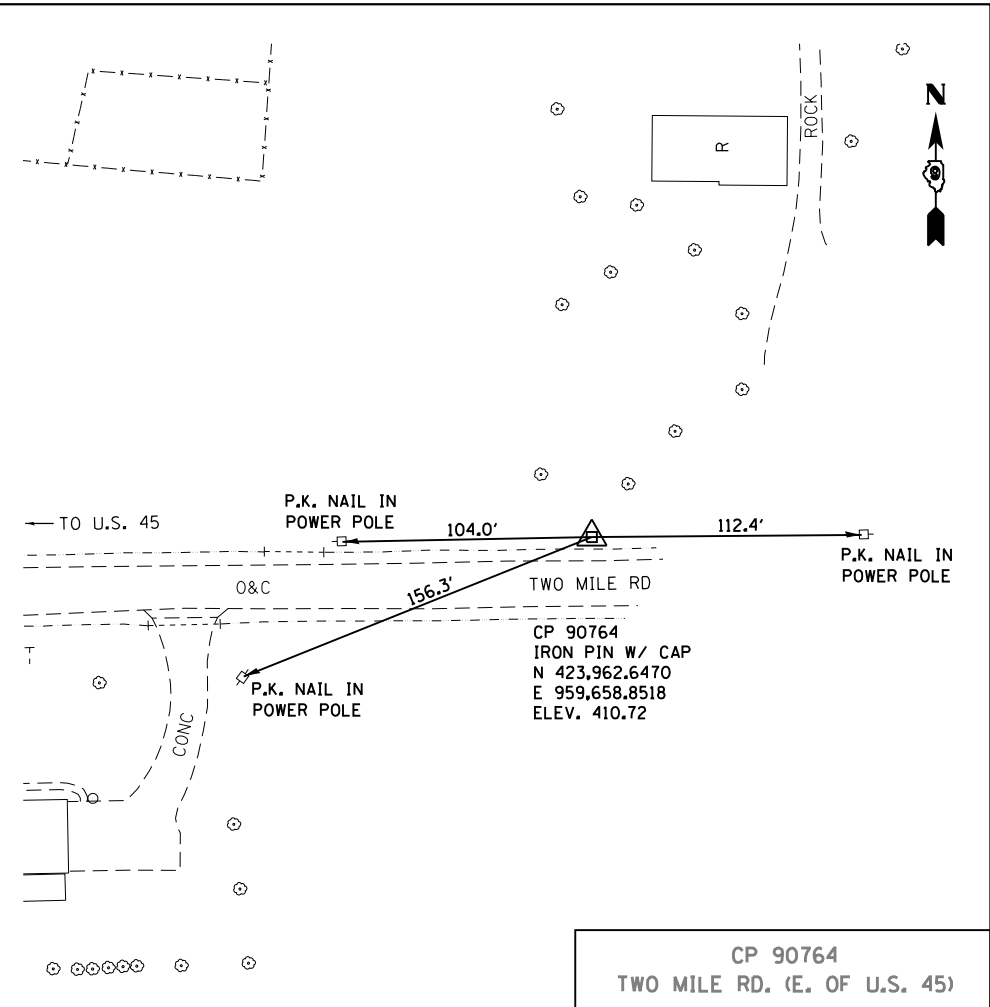 N
ROCK
R
9
P.K. NAIL IN
POWER POLE
TO U.S. 45
104.0'
112.4'
P.K. NAIL IN
POWER POLE
O&C
156.3'
TWO MILE RD
CP 90764
IRON PIN W/ CAP
N 423,962.6470
E 959,658.8518
ELEV. 410.72
P.K. NAIL IN
POWER POLE
CONC
CP 90764
TWO MILE RD. (E. OF U.S. 45)